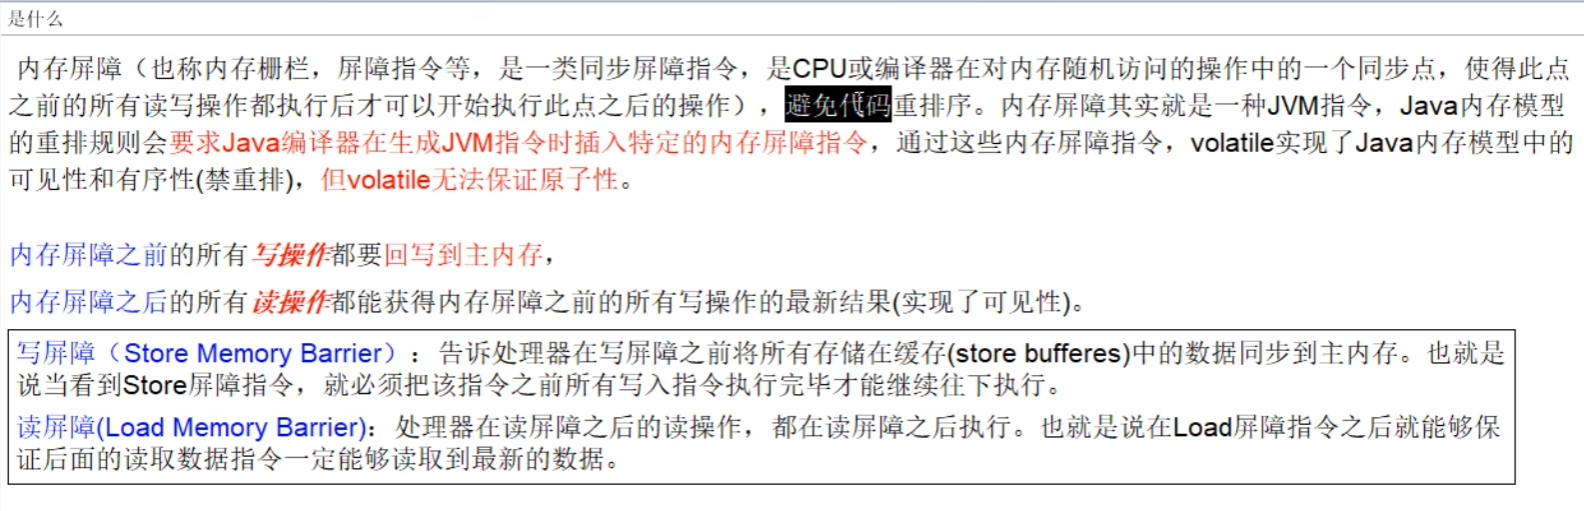 是什么
内存屏障（也称内存栅栏，屏障指令等，是一类同步屏障指令，是CPU或编译器在对内存随机访问的操作中的一个同步点，使得此点
之前的所有读写操作都执行后才可以开始执行此点之后的操作），避免代码重排序。内存屏障其实就是一种JVM指令，Java内存模型
的重排规则会要求Java编译器在生成JVM指令时插入特定的内存屏障指令，通过这些内存屏障指令，volatile实现了Java内存模型中的
可见性和有序性(禁重排)，但volatile无法保证原子性。
内存屏障之前的所有写操作都要回写到主内存，
内存屏障之后的所有读操作都能获得内存屏障之前的所有写操作的最新结果(实现了可见性)。
写屏障（Store Memory Barrier）：告诉处理器在写屏障之前将所有存储在缓存(store bufferes)中的数据同步到主内存。也就是
说当看到Store屏障指令，就必须把该指令之前所有写入指令执行完毕才能继续往下执行。
读屏障(Load Memory Barrier)：处理器在读屏障之后的读操作，都在读屏障之后执行。也就是说在Load屏障指令之后就能够保
证后面的读取数据指令一定能够读取到最新的数据。